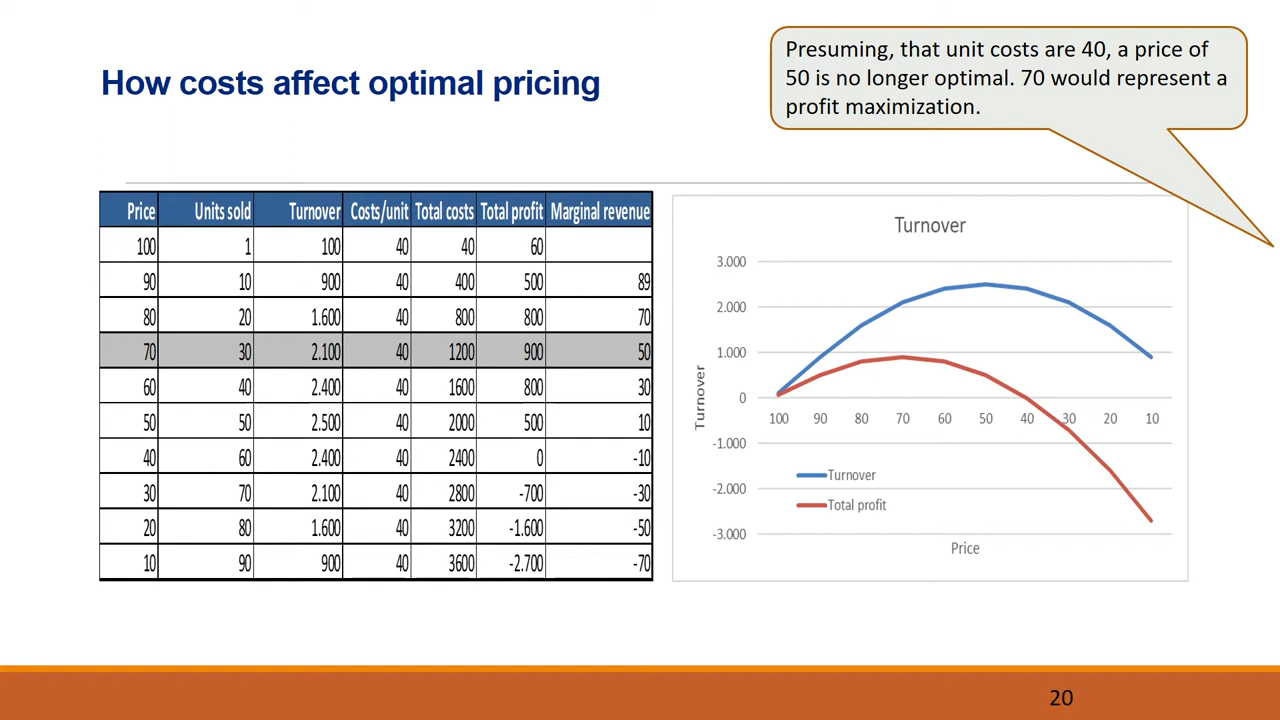 How costs affect optimal pricing
Presuming, that unit costs are 40, a price of
50 is no longer optimal. 70 would represent a
profit maximization.
Price Units sold Turnover Costs/unit Total costs Total profit Marginal revenue
100 1 100 40 40 60
90 10 900 40 400 500 89
80 20 1.600 40 800 800 70
70 30 2.100 40 1200 900 50
60 40 2.400 40 1600 800 30
50 50 2.500 40 2000 500 10
40 60 2.400 40 2400 0 -10
30 70 2.100 40 2800 -700 -30
20 80 1.600 40 3200 -1.600 -50
10 90 900 40 3600 -2.700 -70
Turnover
3.000
2.000
1.000
0
-1.000
-2.000
-3.000
Turnover
100 90 80 70 60 50 40 30 20 10
Turnover
Total profit
Price
20